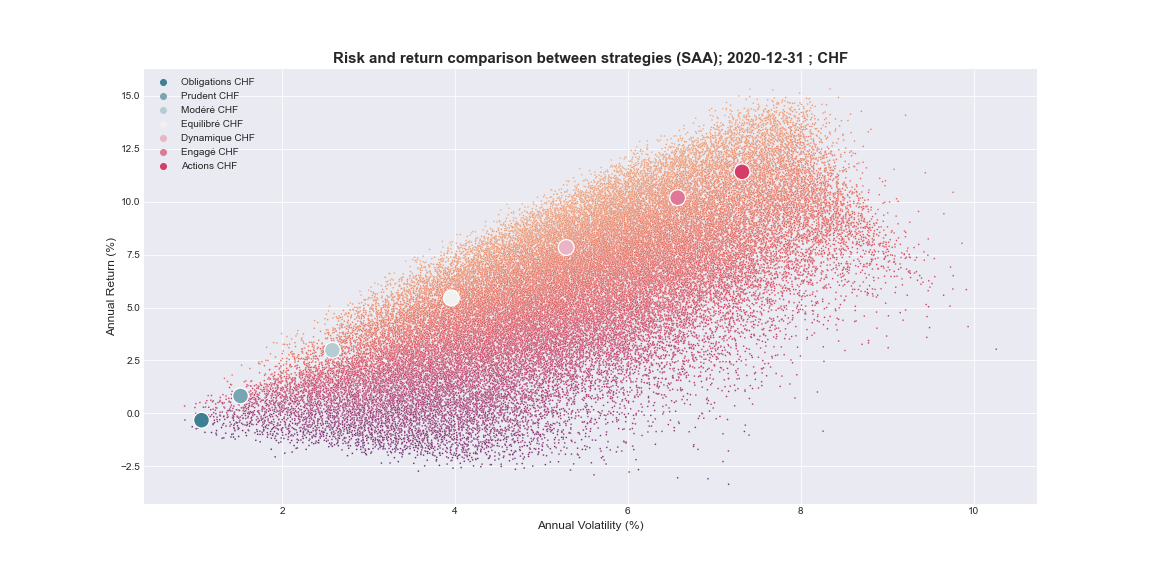 Risk and return comparison between strategies (SAA); 2020-12-31 ; CHF
Obligations CHF
Prudent CHF
Modéré CHF
Equilibré CHF
Dynamique CHF
Engagé CHF
Actions CHF
Annual Return (%)
15.0
12.5
10.0
7.5
5.0
2.5
0.0
−2.5
2 4 6 8 10
Annual Volatility (%)